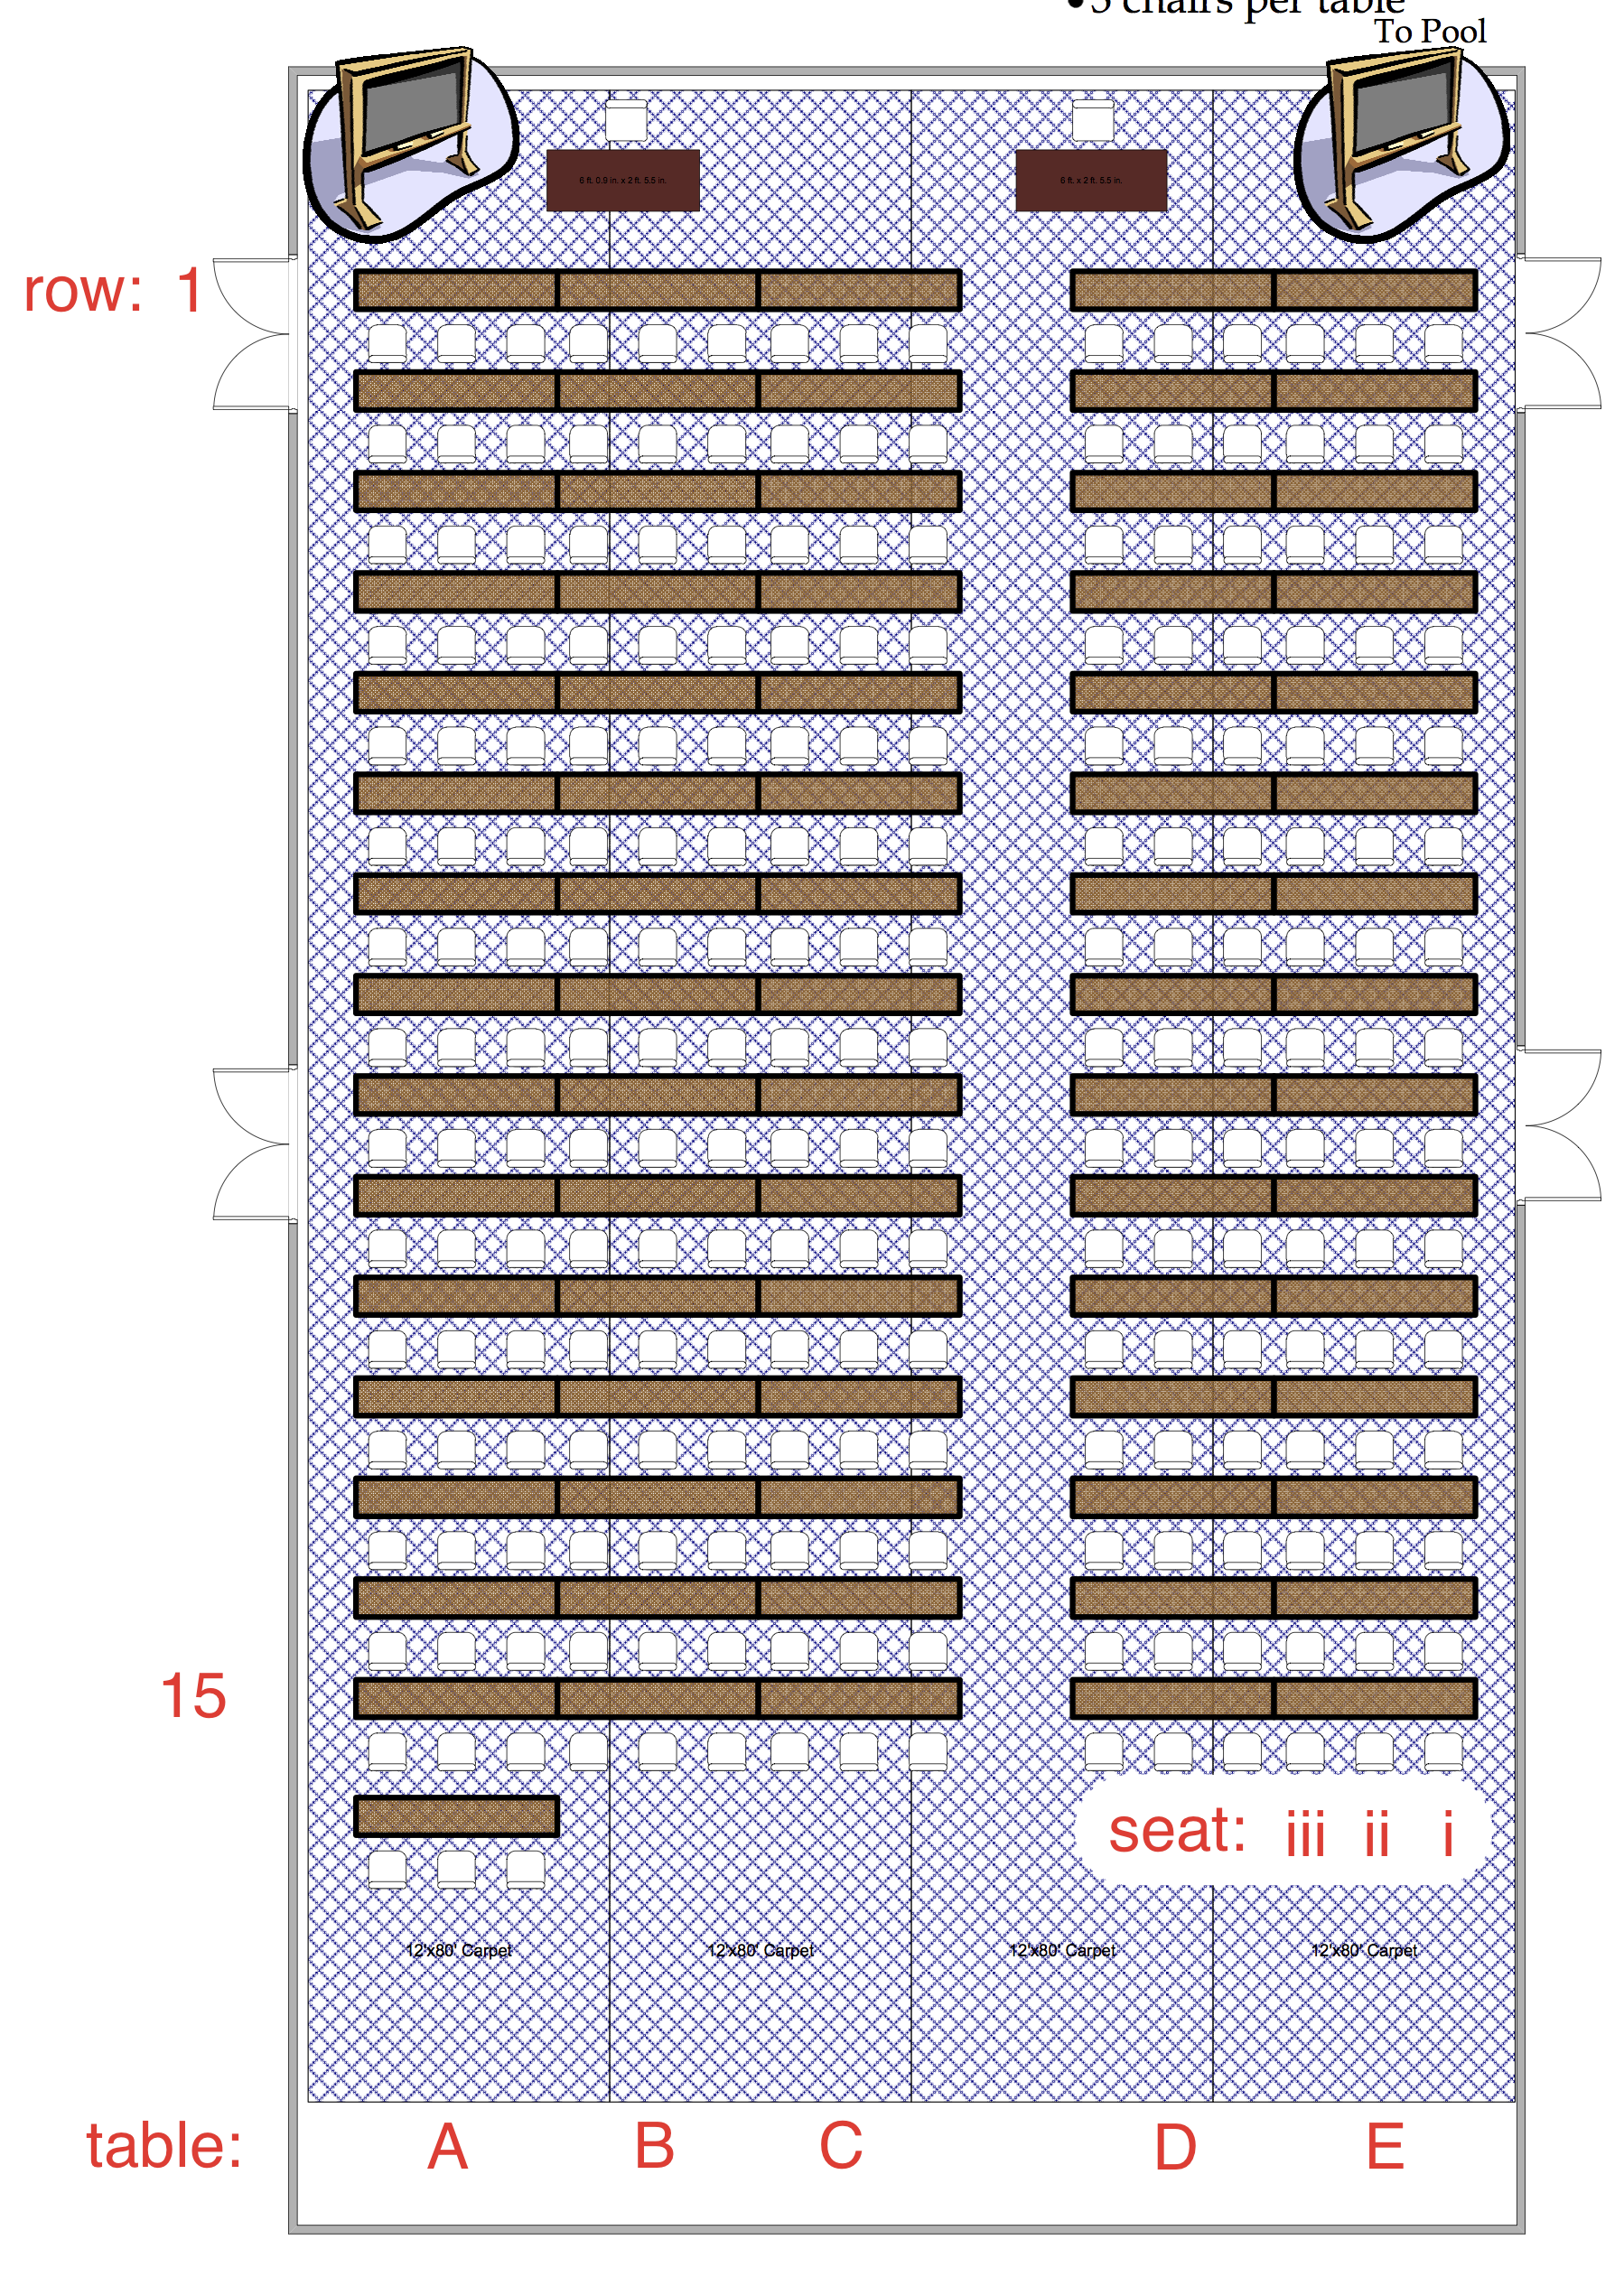 chairs per table
To Pool
6 ft. 0.9 in. x 2 ft. 5.5 in.
6 ft. x 2 ft. 5.5 in.
row: 1
15
seat: iii ii i
12'x80' Carpet 12'x80' Carpet 12'x80' Carpet 12'x80' Carpet
table: A B C D E